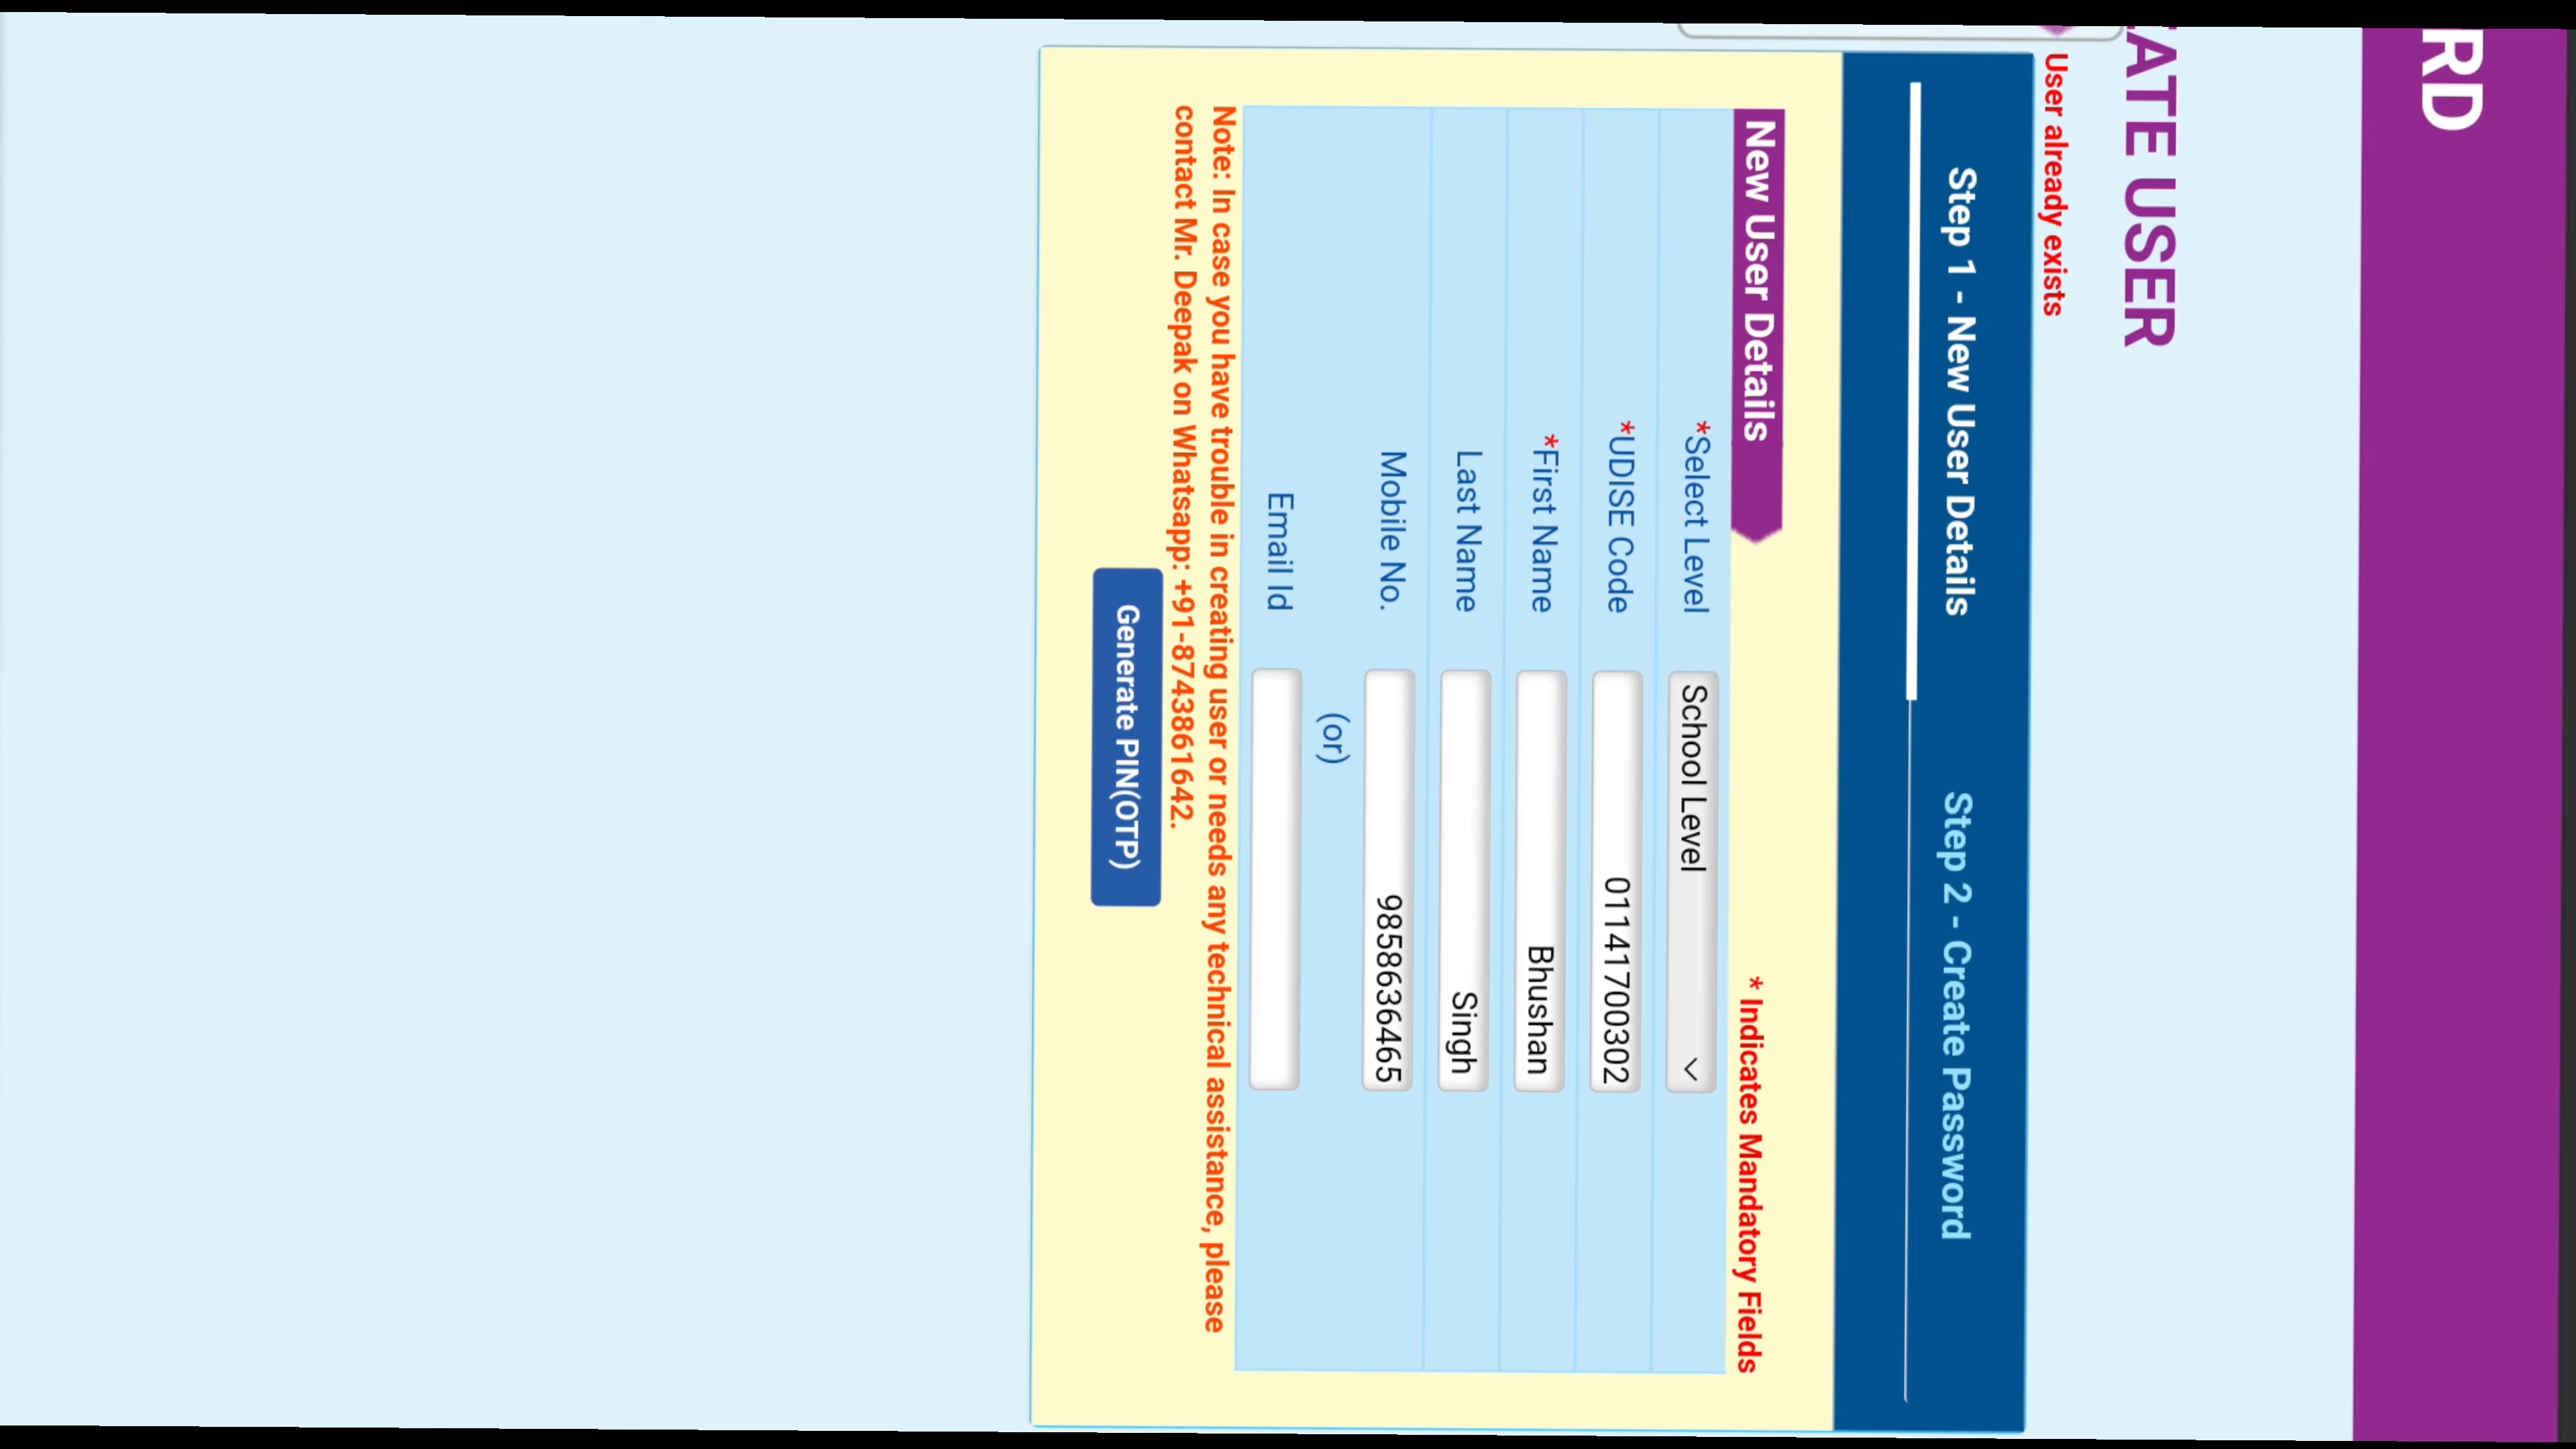 RD
ATE USER
User already exists
Step 1 - New User Details
Step 2 - Create Password
New User Details
* Indicates Mandatory Fields
*Select Level School Level
*UDISE Code 01141700302
*First Name Bhushan
Last Name Singh
Mobile No. 9858636465
(or)
Email Id
Note: In case you have trouble in creating user or needs any technical assistance, please
contact Mr. Deepak on Whatsapp: +91-8743861642.
Generate PIN(OTP)